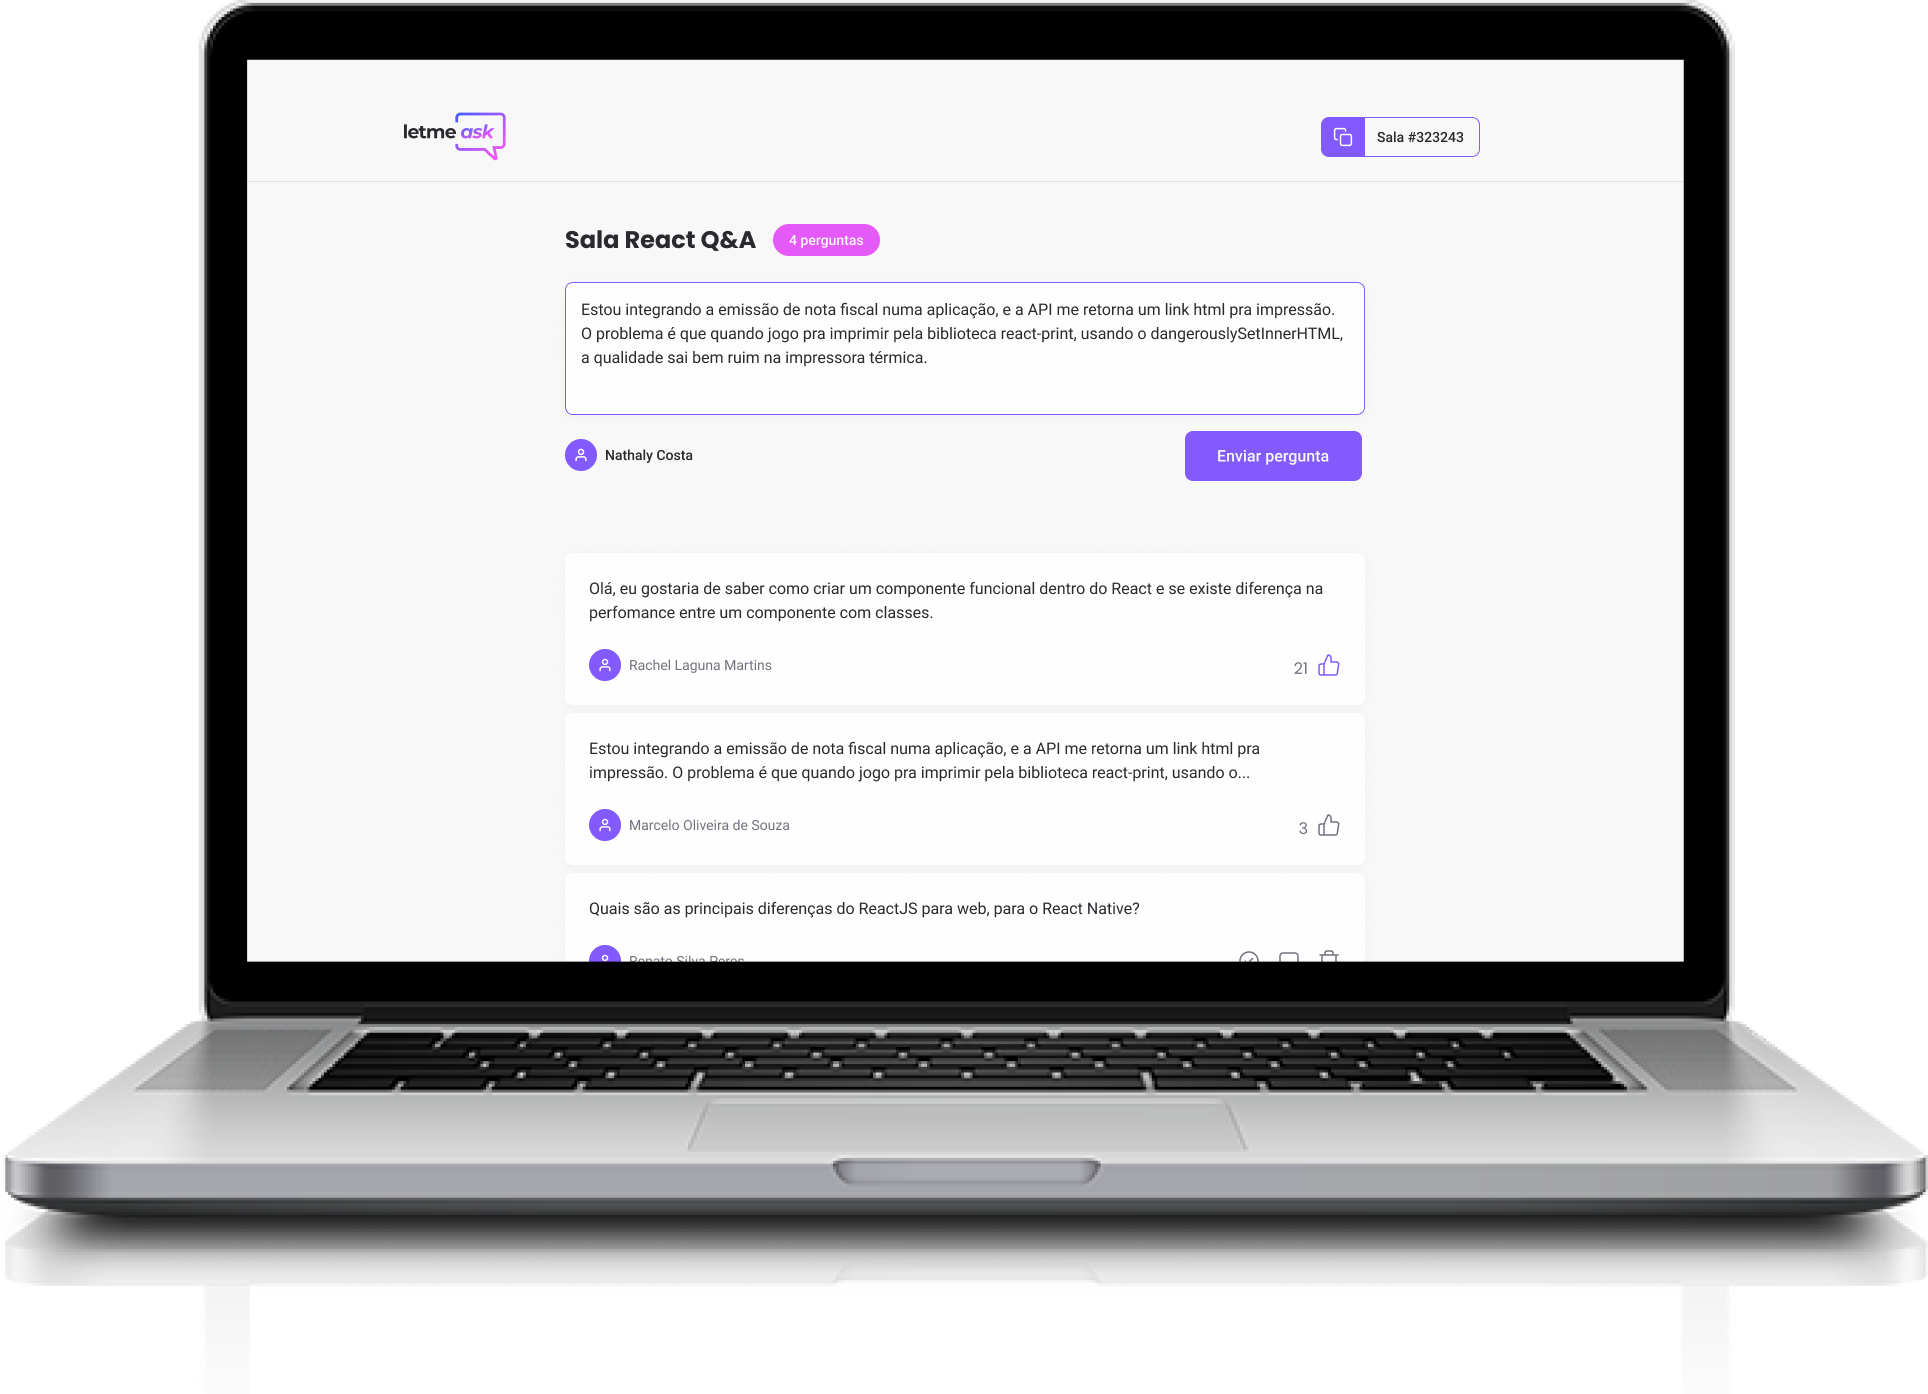 letme ask
Sala #323243
Sala React Q&A
4 perguntas
Estou integrando a emissão de nota fiscal numa aplicação, e a API me retorna um link html pra impressão.
O problema é que quando jogo pra imprimir pela biblioteca react-print, usando o dangerouslySetInnerHTML,
a qualidade sai bem ruim na impressora térmica.
Nathaly Costa
Enviar pergunta
Olá, eu gostaria de saber como criar um componente funcional dentro do React e se existe diferença na
perfomance entre um componente com classes.
Rachel Laguna Martins
21
Estou integrando a emissão de nota fiscal numa aplicação, e a API me retorna um link html pra
impressão. O problema é que quando jogo pra imprimir pela biblioteca react-print, usando o...
Marcelo Oliveira de Souza
3
Quais são as principais diferenças do ReactJS para web, para o React Native?
Silva